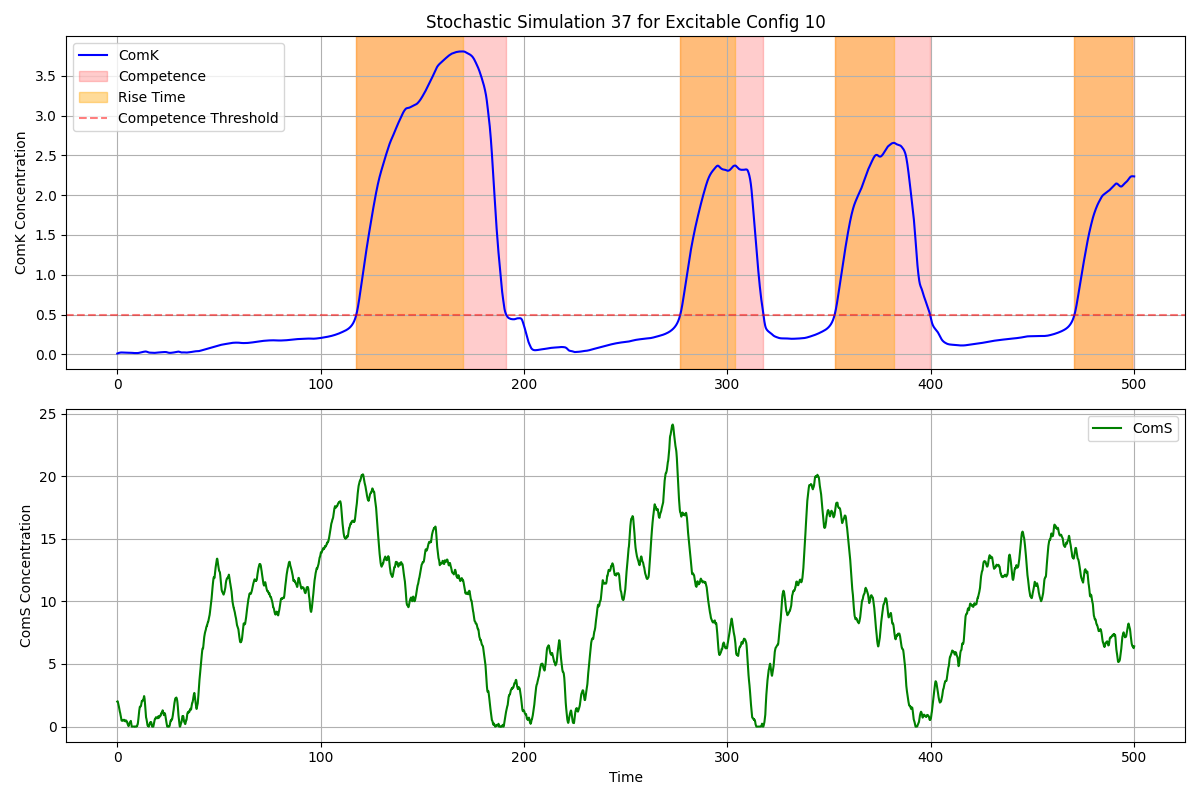 Stochastic Simulation 37 for Excitable Config 10
ComK
Competence
Rise Time
Competence Threshold
ComK Concentration
3.5
3.0
2.5
2.0
1.5
1.0
0.5
0.0
0 100 200 300 400 500
ComS
ComS Concentration
25
20
15
10
5
0
0 100 200 300 400 500
Time